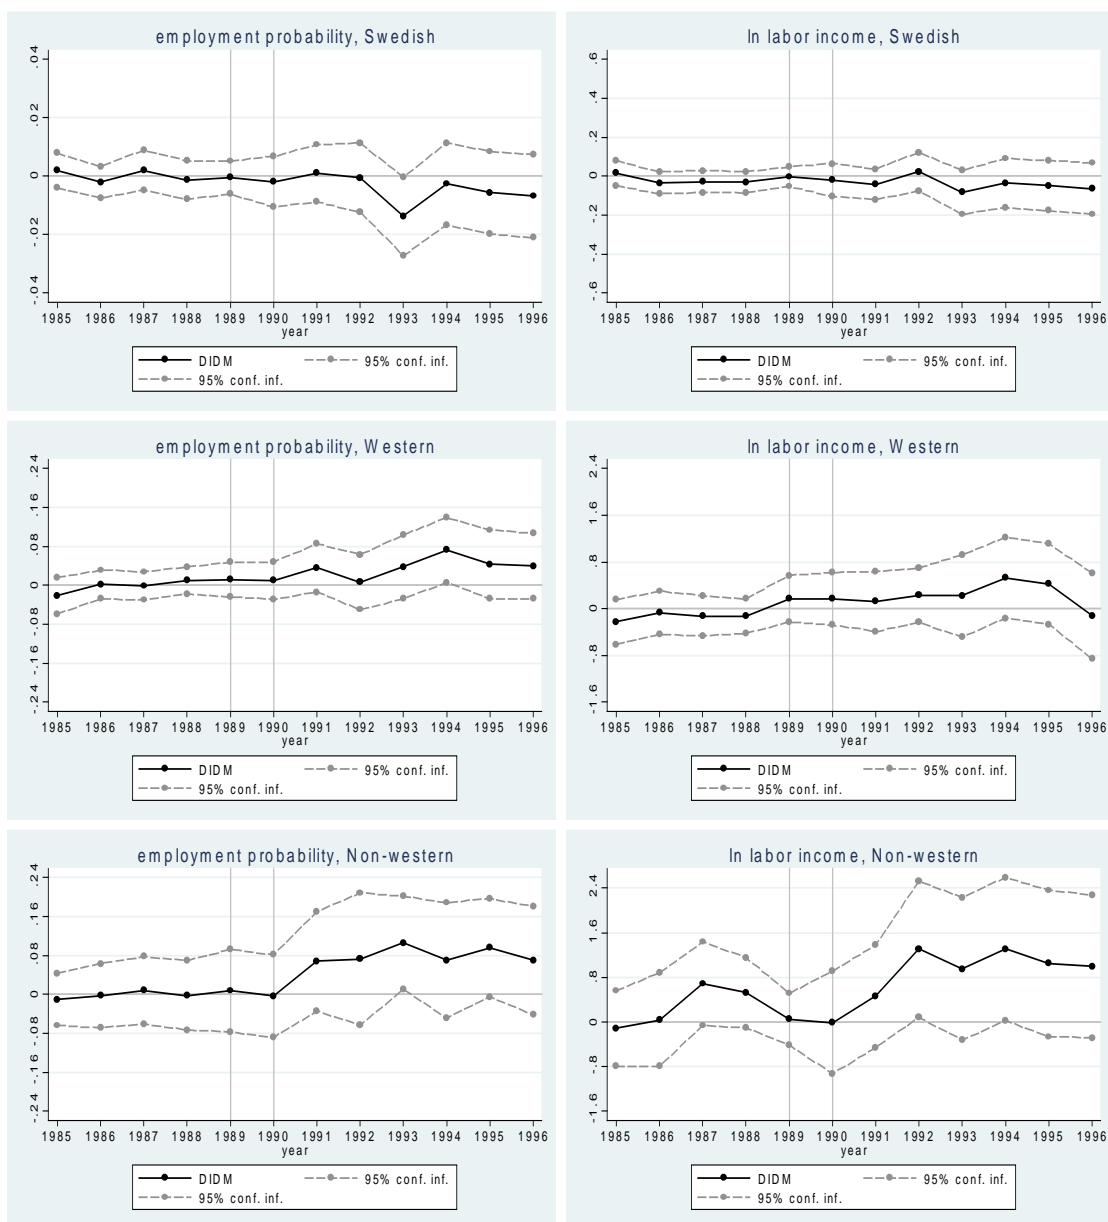 employment probability, Swedish
.04
.02
0
-.02
-.04
1985 1986 1987 1988 1989 1990 1991 1992 1993 1994 1995 1996
year
DIDM 95% conf. inf.
95% conf. inf.
ln labor income, Swedish
.6
.4
.2
0
-.2
-.4
-.6
1985 1986 1987 1988 1989 1990 1991 1992 1993 1994 1995 1996
year
DIDM 95% conf. inf.
95% conf. inf.
employment probability, Western
.24
.16
.08
0
-.08
-.16
-.24
1985 1986 1987 1988 1989 1990 1991 1992 1993 1994 1995 1996
year
DIDM 95% conf. inf.
95% conf. inf.
ln labor income, Western
2.4
1.6
.8
0
-.8
-1.6
1985 1986 1987 1988 1989 1990 1991 1992 1993 1994 1995 1996
year
DIDM 95% conf. inf.
95% conf. inf.
employment probability, Non-western
.24
.16
.08
0
-.08
-.16
-.24
1985 1986 1987 1988 1989 1990 1991 1992 1993 1994 1995 1996
year
DIDM 95% conf. inf.
95% conf. inf.
ln labor income, Non-western
2.4
1.6
.8
0
-.8
-1.6
1985 1986 1987 1988 1989 1990 1991 1992 1993 1994 1995 1996
year
DIDM 95% conf. inf.
95% conf. inf.